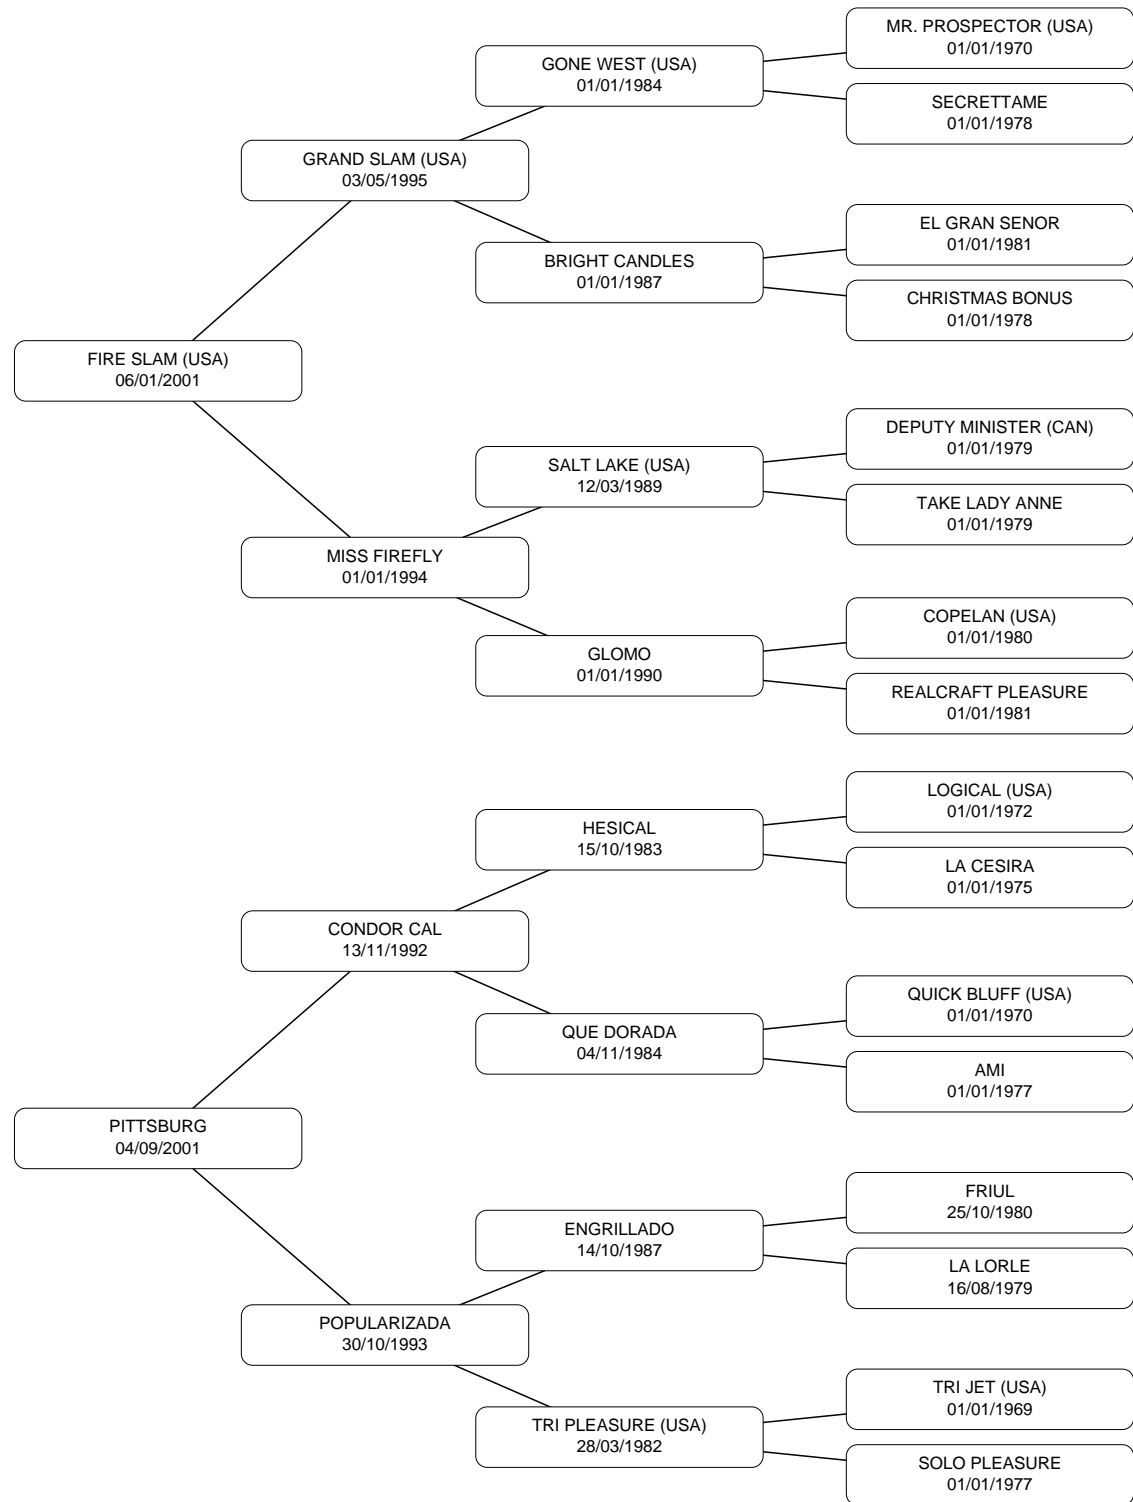 MR. PROSPECTOR (USA)
01/01/1970
GONE WEST (USA)
01/01/1984
SECRETTAME
01/01/1978
GRAND SLAM (USA)
03/05/1995
EL GRAN SENOR
01/01/1981
BRIGHT CANDLES
01/01/1987
CHRISTMAS BONUS
01/01/1978
FIRE SLAM (USA)
06/01/2001
DEPUTY MINISTER (CAN)
01/01/1979
SALT LAKE (USA)
12/03/1989
TAKE LADY ANNE
01/01/1979
MISS FIREFLY
01/01/1994
COPELAN (USA)
01/01/1980
GLOMO
01/01/1990
REALCRAFT PLEASURE
01/01/1981
LOGICAL (USA)
01/01/1972
HESICAL
15/10/1983
LA CESIRA
01/01/1975
CONDOR CAL
13/11/1992
QUICK BLUFF (USA)
01/01/1970
QUE DORADA
04/11/1984
AMI
01/01/1977
PITTSBURG
04/09/2001
FRIUL
25/10/1980
ENGRILLADO
14/10/1987
LA LORLE
16/08/1979
POPULARIZADA
30/10/1993
TRI JET (USA)
01/01/1969
TRI PLEASURE (USA)
28/03/1982
SOLO PLEASURE
01/01/1977